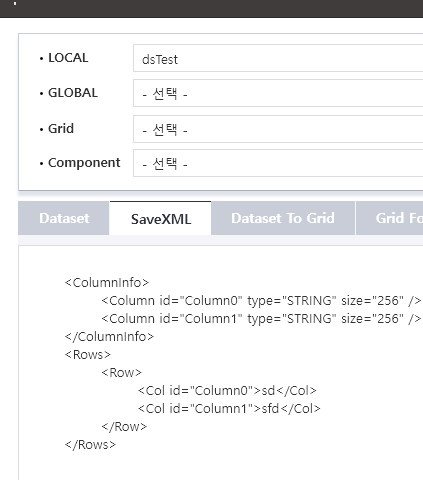 • LOCAL dsTest
• GLOBAL - 선택 -
• Grid - 선택 -
• Component - 선택 -
Dataset SaveXML Dataset To Grid Grid Fo
<ColumnInfo>
<Column id="Column0" type="STRING" size="256" />
<Column id="Column1" type="STRING" size="256" />
</ColumnInfo>
<Rows>
<Row>
<Col id="Column0">sd</Col>
<Col id="Column1">sfd</Col>
</Row>
</Rows>